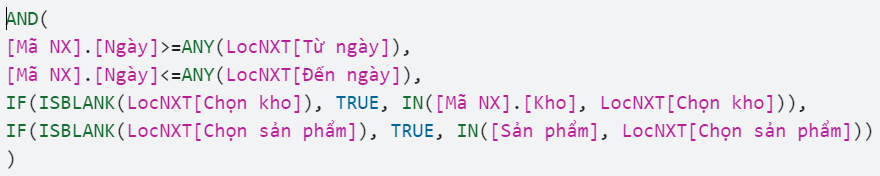 AND(
[Mã NX].[Ngày]>=ANY(LocNXT[Từ ngày]),
[Mã NX].[Ngày]<=ANY(LocNXT[Đến ngày]),
IF(ISBLANK(LocNXT[Chọn kho]), TRUE, IN([Mã NX].[Kho], LocNXT[Chọn kho])),
IF(ISBLANK(LocNXT[Chọn sản phẩm]), TRUE, IN([Sản phẩm], LocNXT[Chọn sản phẩm]))
)